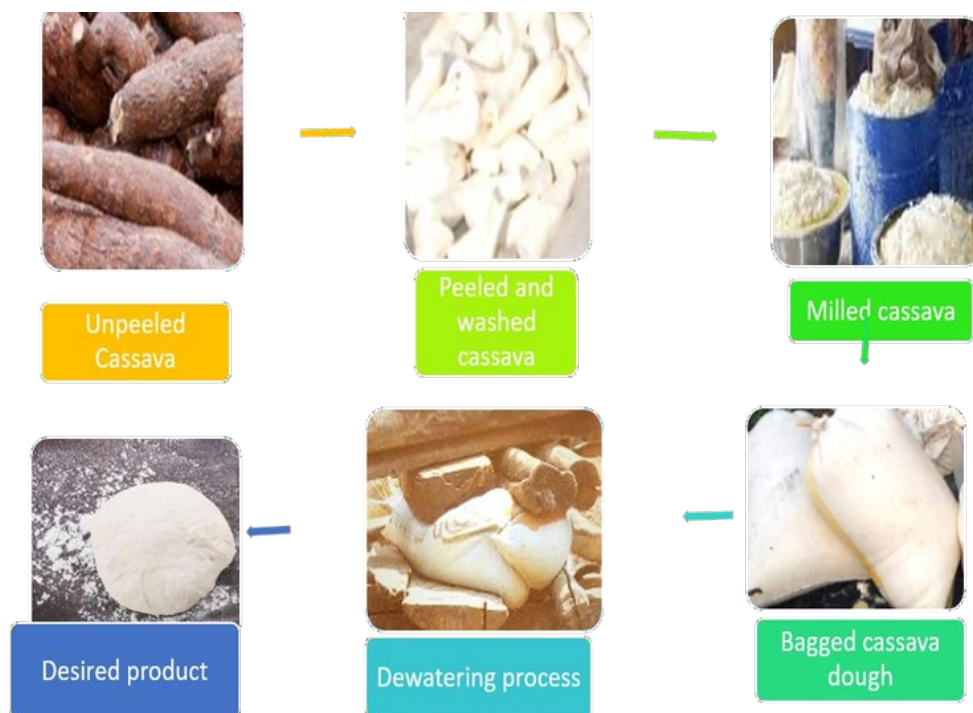 Unpeeled
Cassava
Peeled and
washed
cassava
Milled cassava
Bagged cassava
dough
Dewatering process
Desired product